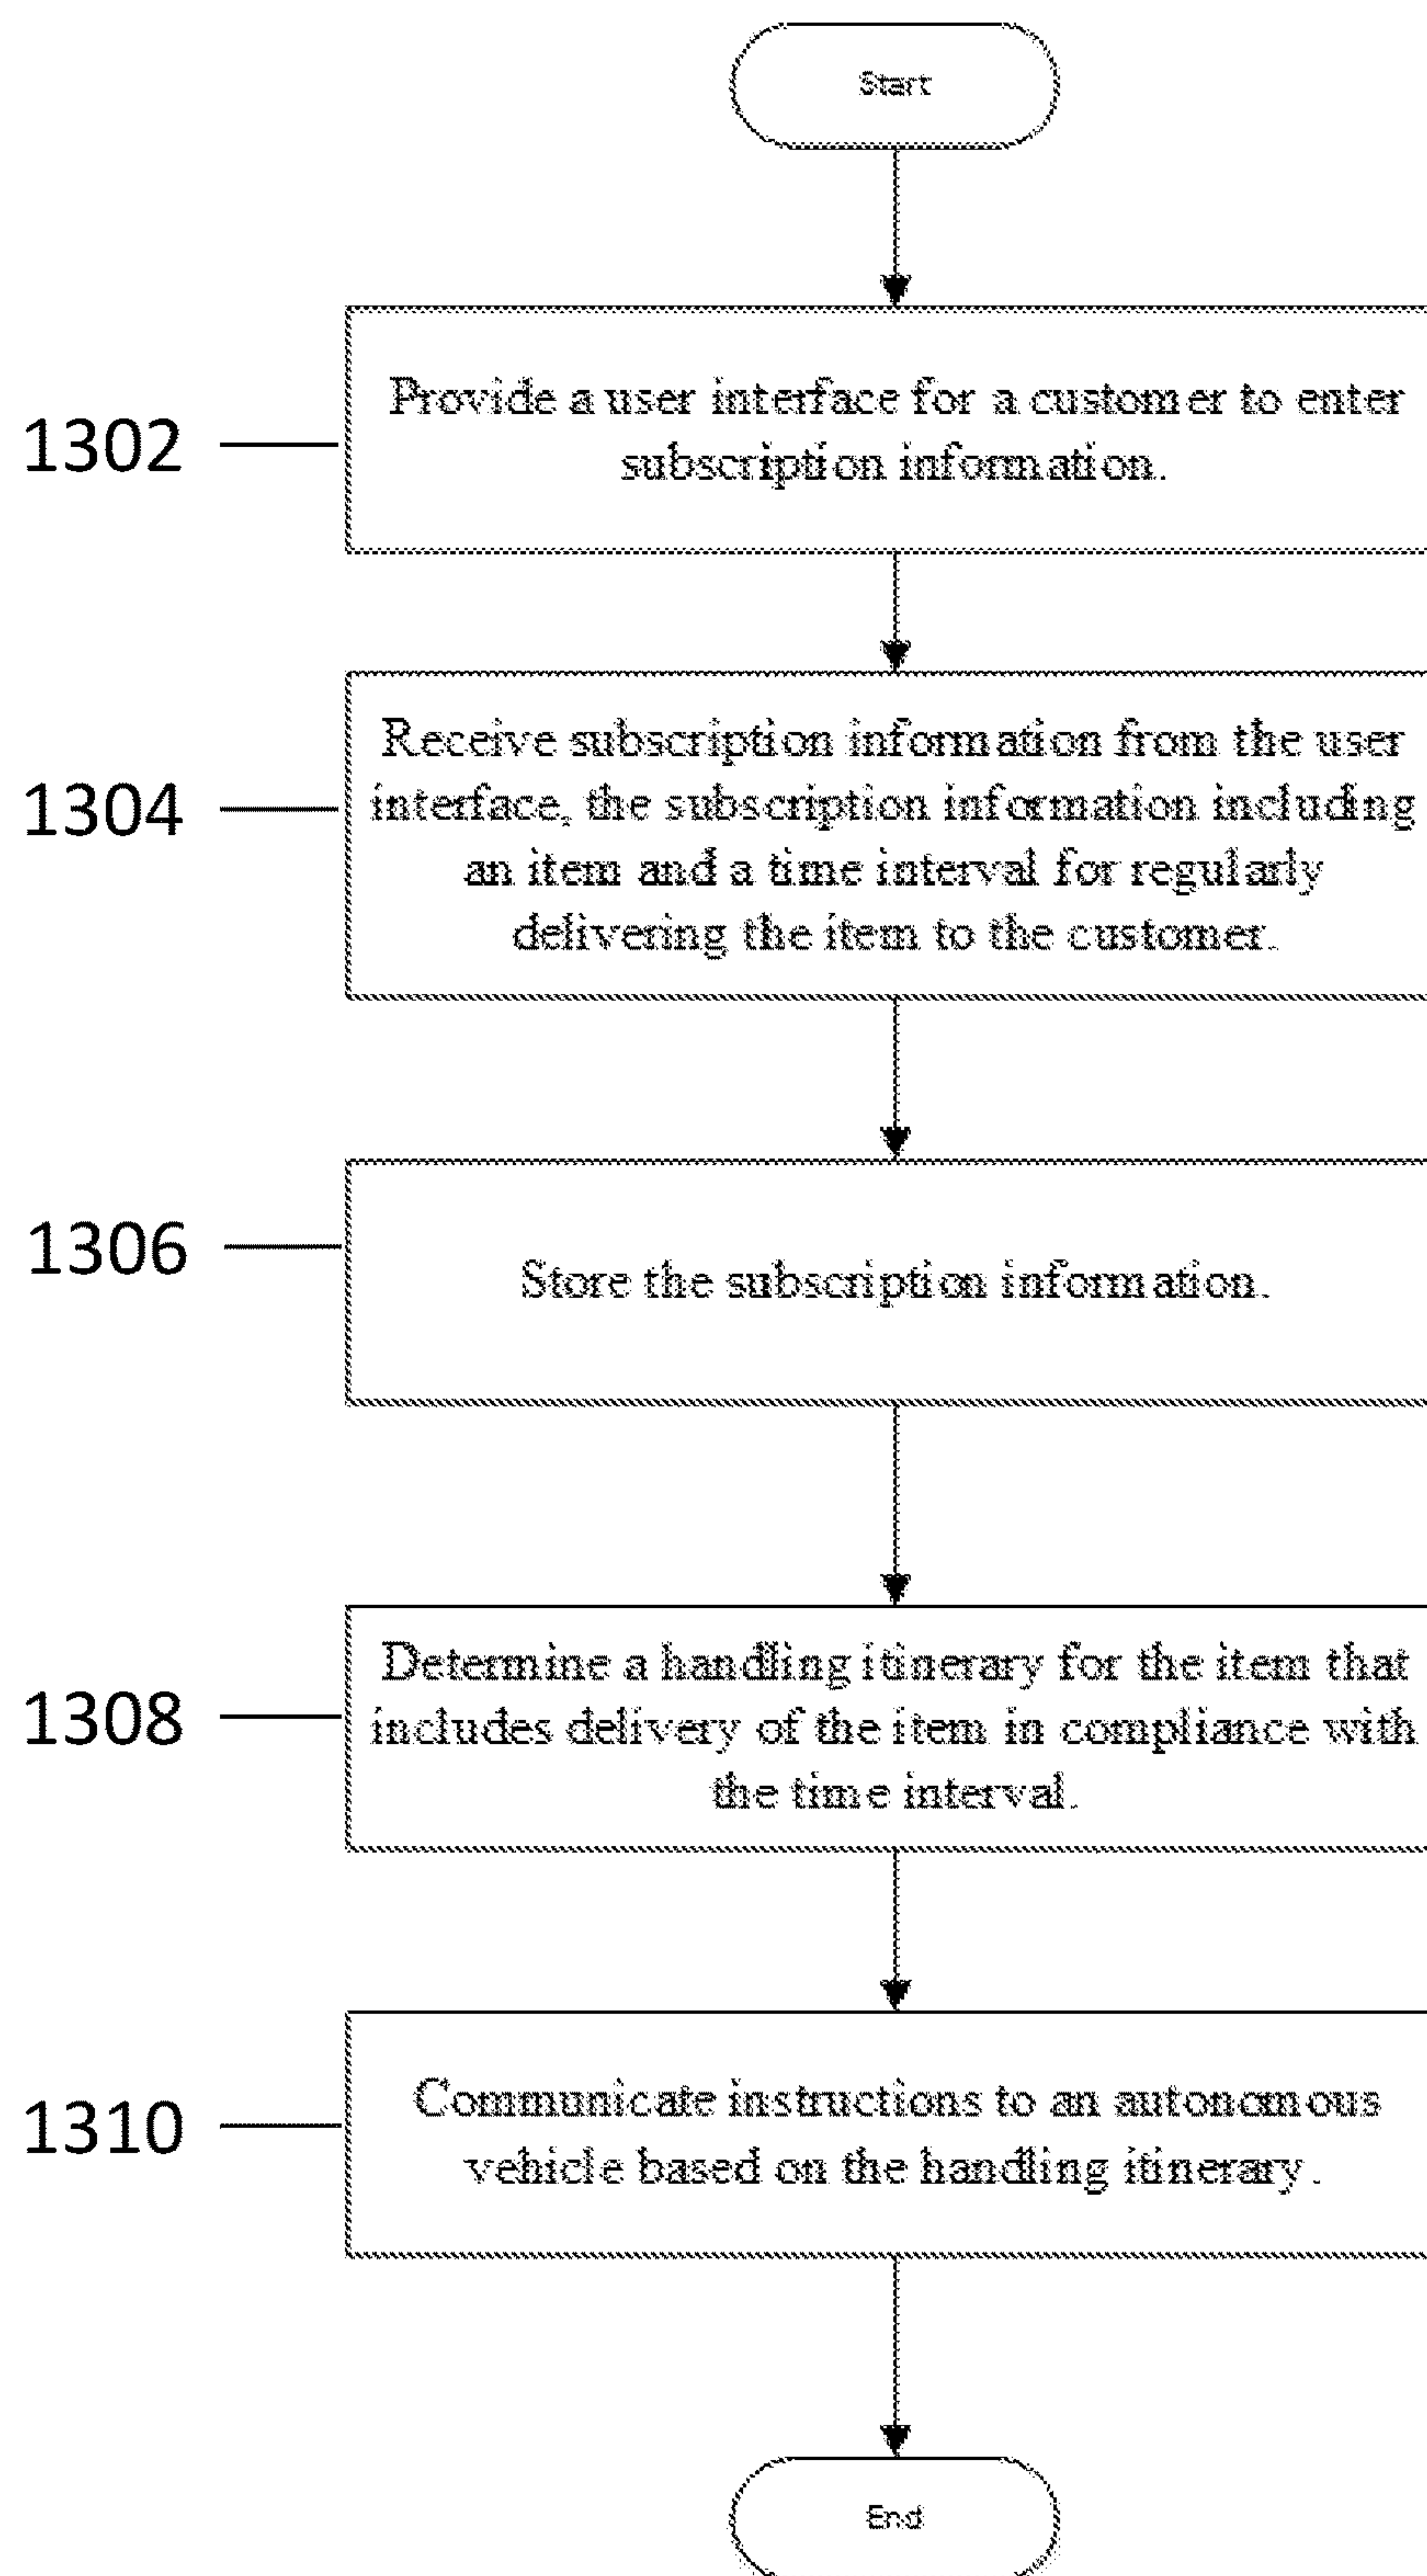 Start
1302
Provide a user interface for a customer to enter
subscription information.
1304
Receive subscription information from the user
interface, the subscription information including
an item and a time interval for regularly
delivering the item to the customer.
1306
Store the subscription information.
1308
Determine a handling itinerary for the item that
includes delivery of the item in compliance with
the time interval.
1310
Communicate instructions to an autonomous
vehicle based on the handling itinerary.
End